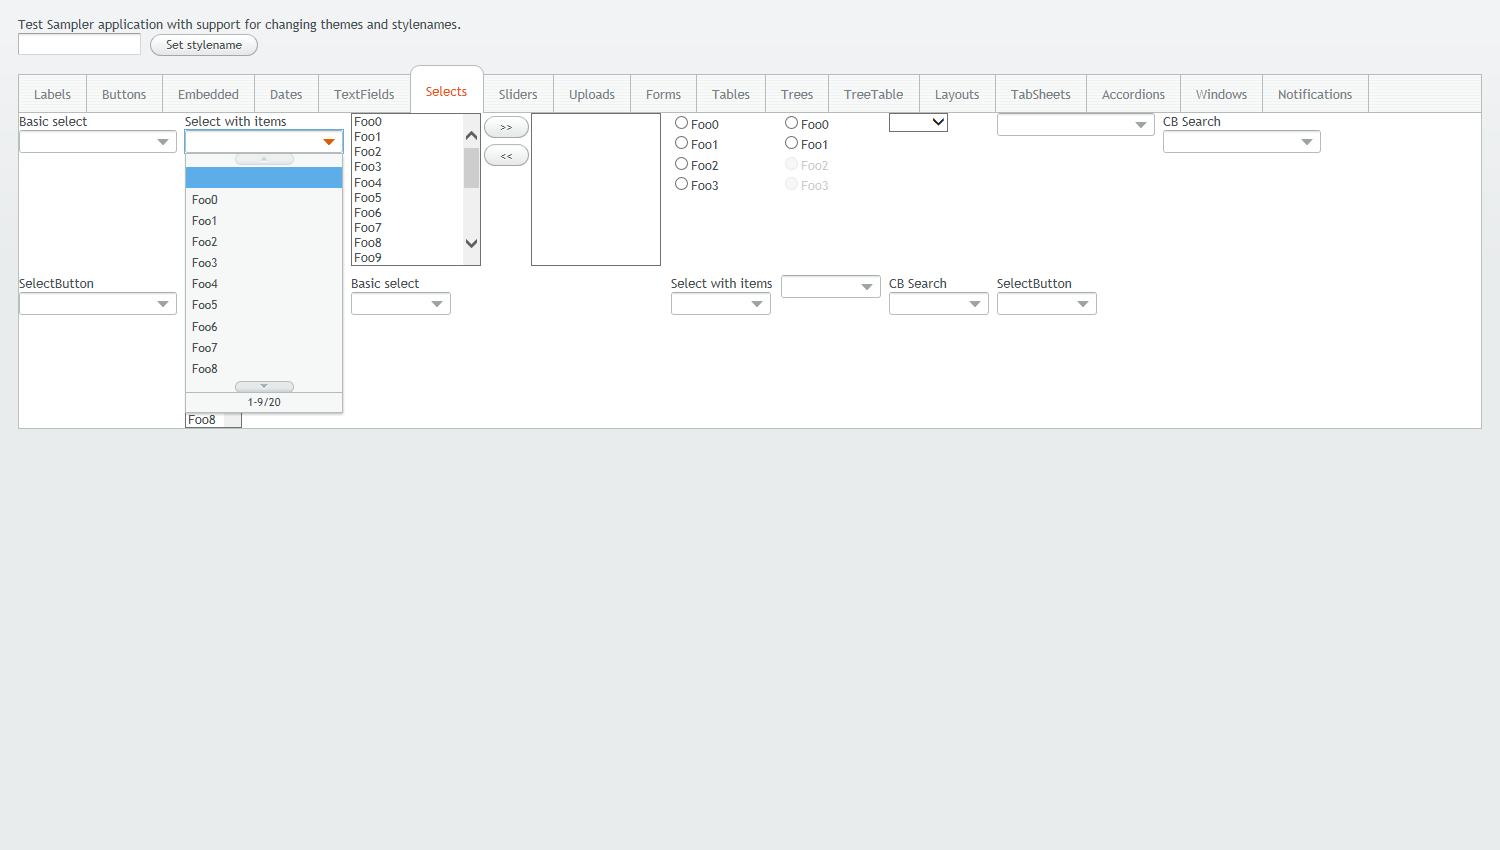 Test Sampler application with support for changing themes and stylenames.
Set stylename
Labels Buttons Embedded Dates TextFields Selects Sliders Uploads Forms Tables Trees TreeTable Layouts TabSheets Accordions Windows Notifications
Basic select
Select with items
Foo0
Foo1
Foo2
Foo3
Foo4
Foo5
Foo6
Foo7
Foo8
1-9/20
Foo8
Foo0
Foo1
Foo2
Foo3
Foo4
Foo5
Foo6
Foo7
Foo8
Foo9
>>
<<
Foo0
Foo1
Foo2
Foo3
Foo0
Foo1
Foo2
Foo3
CB Search
SelectButton
Basic select
Select with items
CB Search
SelectButton